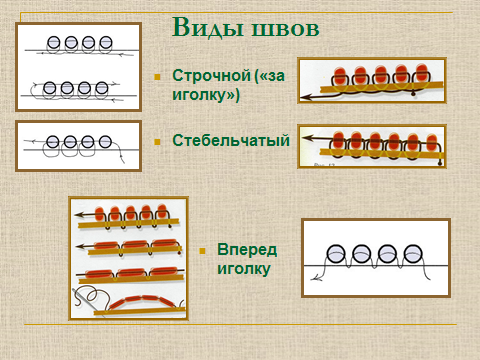 Виды швов
Строчной («за
иголку»)
Стебельчатый
Вперед
иголку